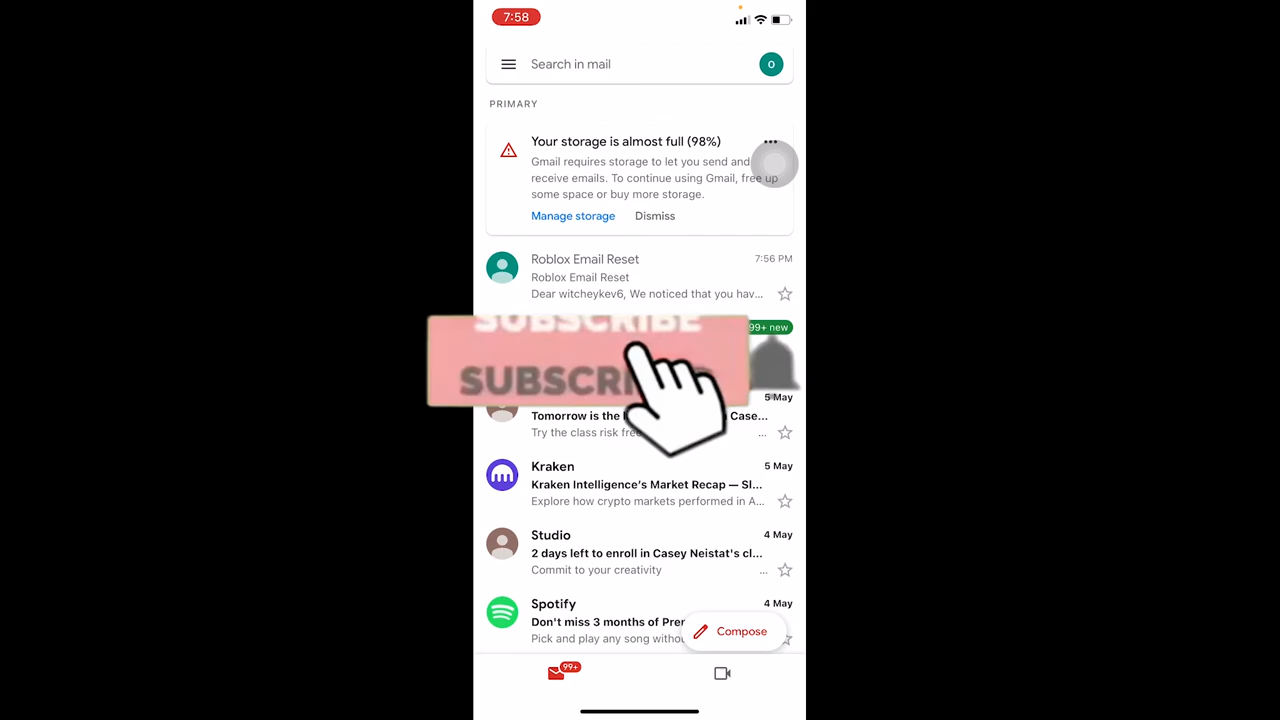 7:58
Search in mail
O
PRIMARY
Your storage is almost full (98%)
Gmail requires storage to let you send and
receive emails. To continue using Gmail, free up
some space or buy more storage.
Manage storage Dismiss
Roblox Email Reset 7:56 PM
Roblox Email Reset
Dear witcheykev6, We noticed that you hav...
99+ new
SUBSCRIBE
SUBSCRI
5 May
Tomorrow is the Case...
Try the class risk ...
Kraken 5 May
Kraken Intelligence's Market Recap — Sl...
Explore how crypto markets performed in A...
Studio 4 May
2 days left to enroll in Casey Neistat's cl...
Commit to your creativity ...
Spotify 4 May
Don't miss 3 months of
Pick and play any song
Compose
99+